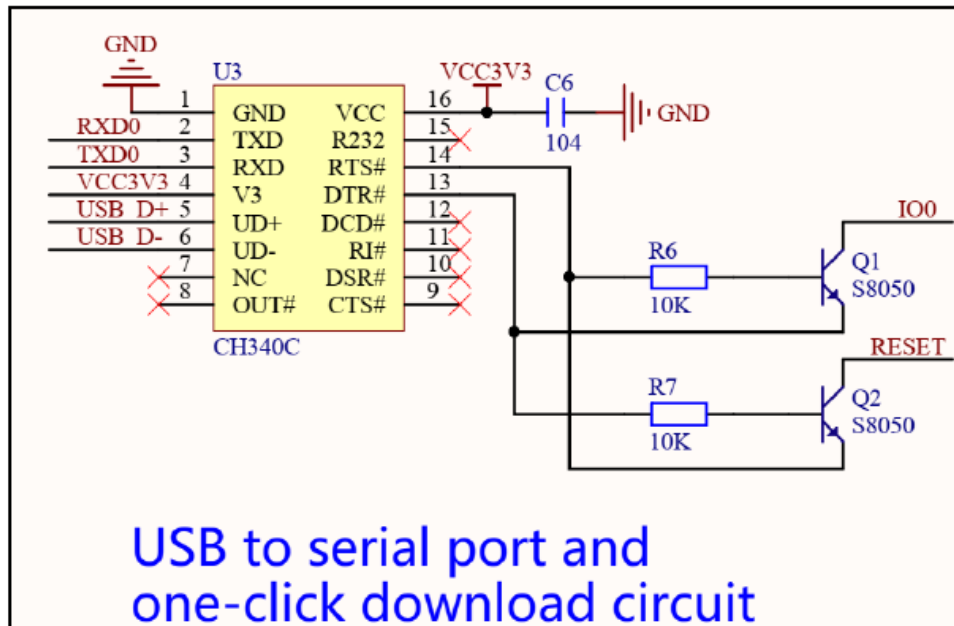 GND
U3
VCC3V3
C6
1
GND
VCC
16
GND
104
RXD0
2
TXD
R232
15
TXD0
3
RXD
RTS#
14
VCC3V3
4
V3
DTR#
13
USB D+
5
UD+
DCD#
12
USB D-
6
UD-
RI#
11
7
NC
DSR#
10
8
OUT#
CTS#
9
CH340C
IO0
R6
10K
Q1
S8050
RESET
R7
10K
Q2
S8050
USB to serial port and
one-click download circuit